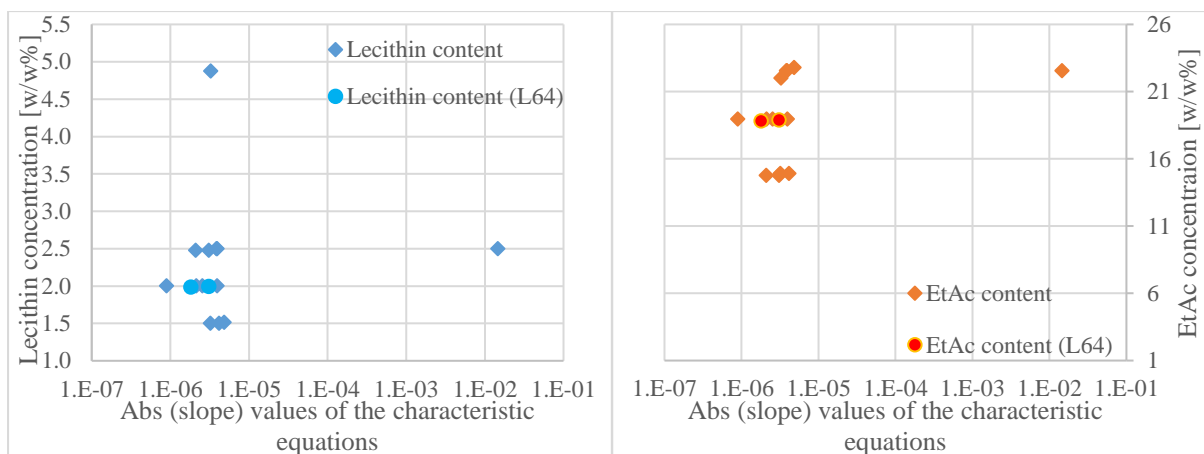 Lecithin concentration [w/w%]
5.5
5.0
4.5
4.0
3.5
3.0
2.5
2.0
1.5
1.0
Lecithin content
Lecithin content (L64)
1.E-07 1.E-06 1.E-05 1.E-04 1.E-03 1.E-02 1.E-01
Abs (slope) values of the characteristic
equations
26
21
16
11
6
1
EtAc concentraion [w/w%]
EtAc content
EtAc content (L64)
1.E-07 1.E-06 1.E-05 1.E-04 1.E-03 1.E-02 1.E-01
Abs (slope) values of the characteristic
equations